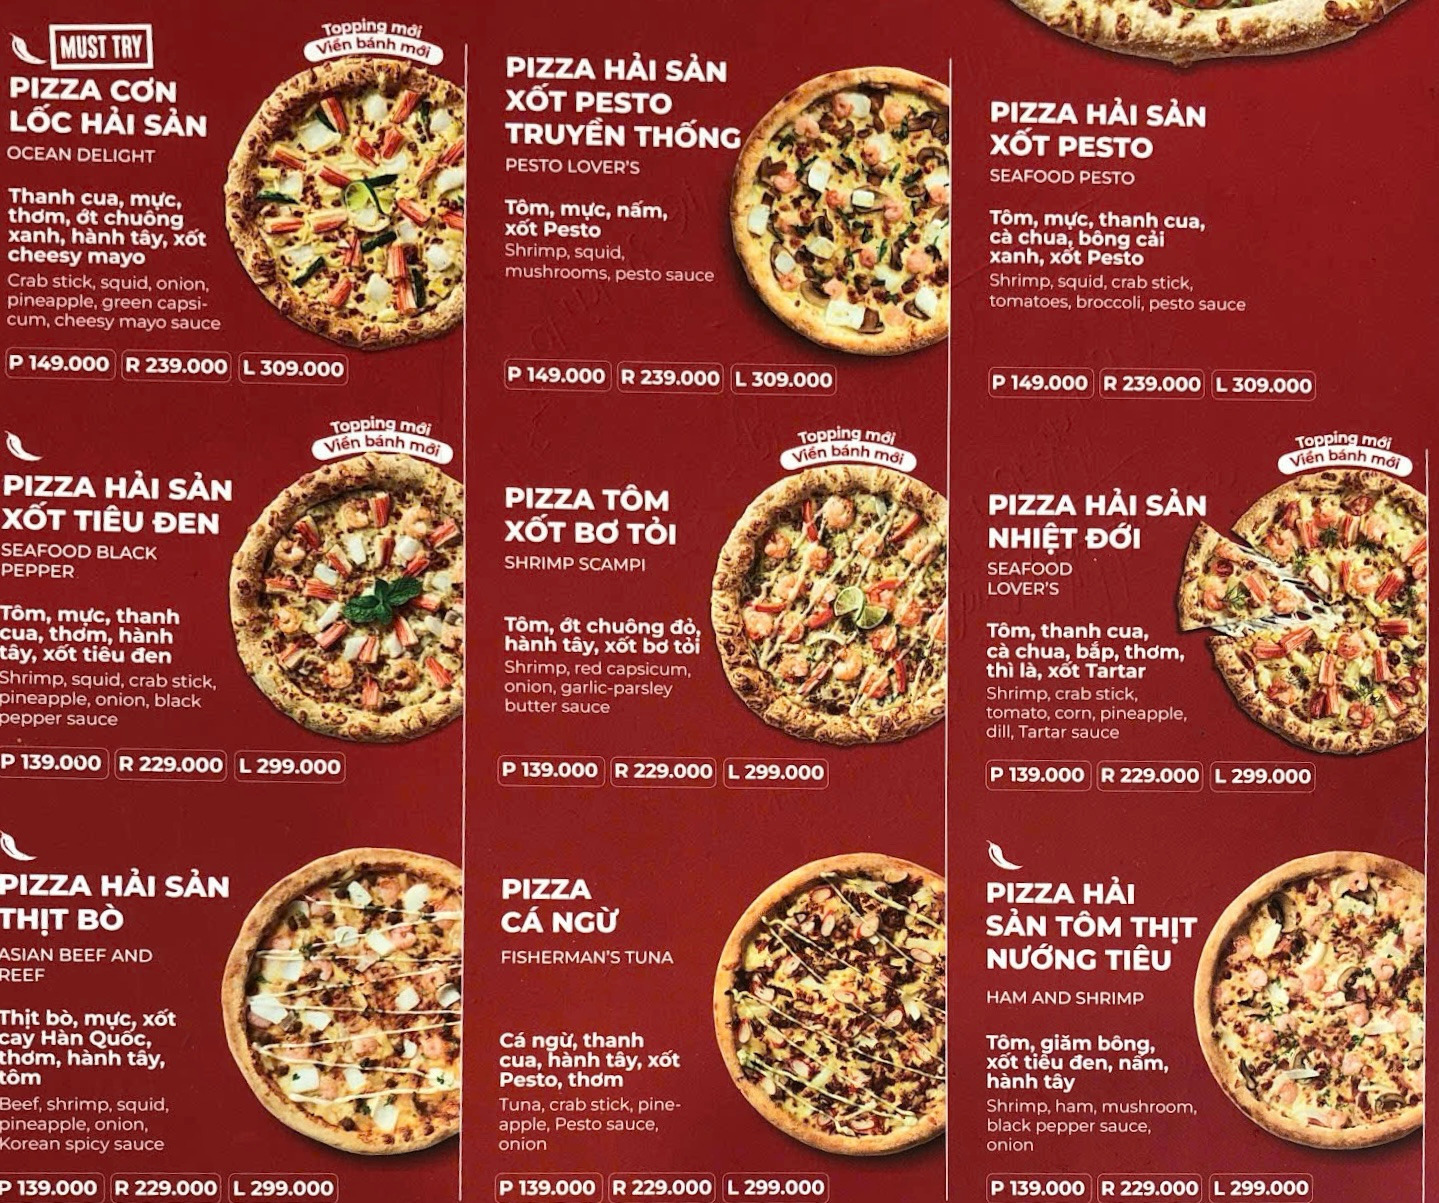 MUST TRY
Topping mới
Viền bánh mới
PIZZA CƠN
LỐC HẢI SẢN
OCEAN DELIGHT
Thanh cua, mực,
thơm, ớt chuông
xanh, hành tây, xốt
cheesy mayo
Crab stick, squid, onion,
pineapple, green capsi-
cum, cheesy mayo sauce
P 149.000 R 239.000 L 309.000
PIZZA HẢI SẢN
XỐT PESTO
TRUYỀN THỐNG
PESTO LOVER'S
Tôm, mực, nấm,
xốt Pesto
Shrimp, squid,
mushrooms, pesto sauce
P 149.000 R 239.000 L 309.000
PIZZA HẢI SẢN
XỐT PESTO
SEAFOOD PESTO
Tôm, mực, thanh cua,
cà chua, bông cải
xanh, xốt Pesto
Shrimp, squid, crab stick,
tomatoes, broccoli, pesto sauce
P 149.000 R 239.000 L 309.000
Topping mới
Viền bánh mới
PIZZA HẢI SẢN
XỐT TIÊU ĐEN
SEAFOOD BLACK
PEPPER
Tôm, mực, thanh
cua, thơm, hành
tây, xốt tiêu đen
Shrimp, squid, crab stick,
pineapple, onion, black
pepper sauce
P 139.000 R 229.000 L 299.000
Topping mới
Viền bánh mới
PIZZA TÔM
XỐT BƠ TỎI
SHRIMP SCAMPI
Tôm, ớt chuông đỏ,
hành tây, xốt bơ tỏi
Shrimp, red capsicum,
onion, garlic-parsley
butter sauce
P 139.000 R 229.000 L 299.000
Topping mới
Viền bánh mới
PIZZA HẢI SẢN
NHIỆT ĐỚI
SEAFOOD
LOVER'S
Tôm, thanh cua,
cà chua, bắp, thơm,
thì là, xốt Tartar
Shrimp, crab stick,
tomato, corn, pineapple,
dill, Tartar sauce
P 139.000 R 229.000 L 299.000
PIZZA HẢI SẢN
THỊT BÒ
ASIAN BEEF AND
REEF
Thịt bò, mực, xốt
cay Hàn Quốc,
thơm, hành tây,
tôm
Beef, shrimp, squid,
pineapple, onion,
Korean spicy sauce
P 139.000 R 229.000 L 299.000
PIZZA
CÁ NGỪ
FISHERMAN'S TUNA
Cá ngừ, thanh
cua, hành tây, xốt
Pesto, thơm
Tuna, crab stick, pine-
apple, Pesto sauce,
onion
P 139.000 R 229.000 L 299.000
PIZZA HẢI
SẢN TÔM THỊT
NƯỚNG TIÊU
HAM AND SHRIMP
Tôm, giăm bông,
xốt tiêu đen, nấm,
hành tây
Shrimp, ham, mushroom,
black pepper sauce,
onion
P 139.000 R 229.000 L 299.000